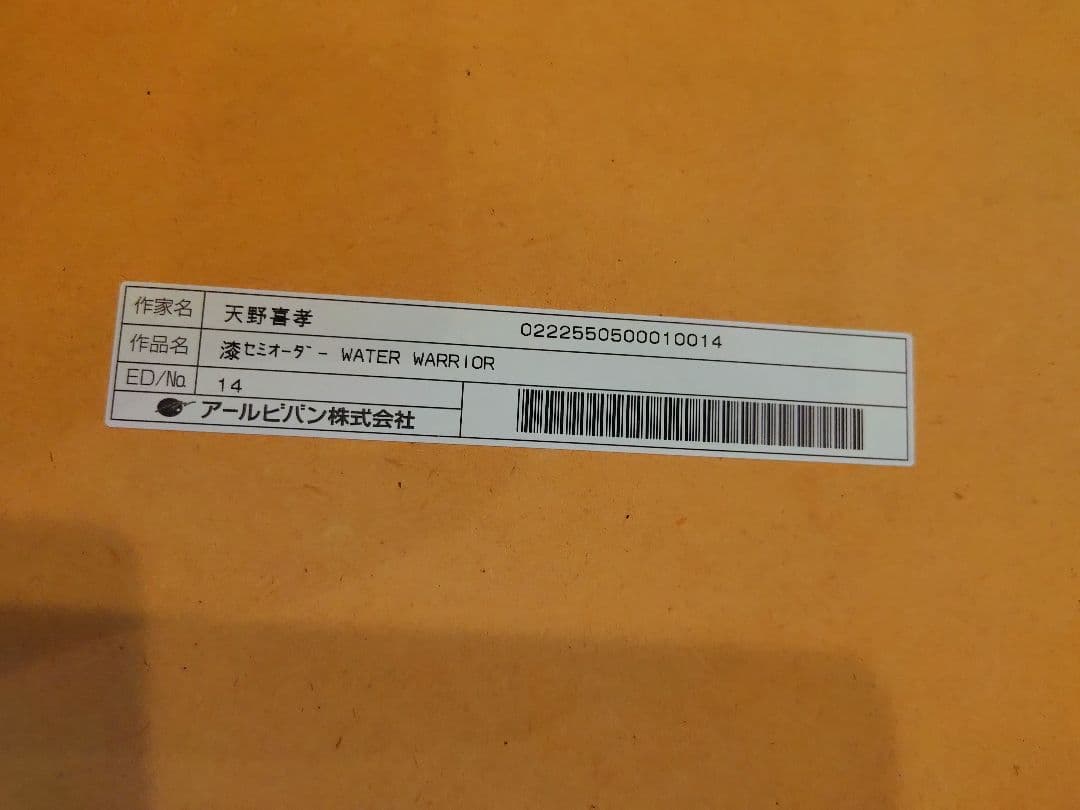 作家名 天野喜孝 0222550500010014
作品名 漆セミオーダー WATER WARRIOR
ED/No. 14
アールビバン株式会社